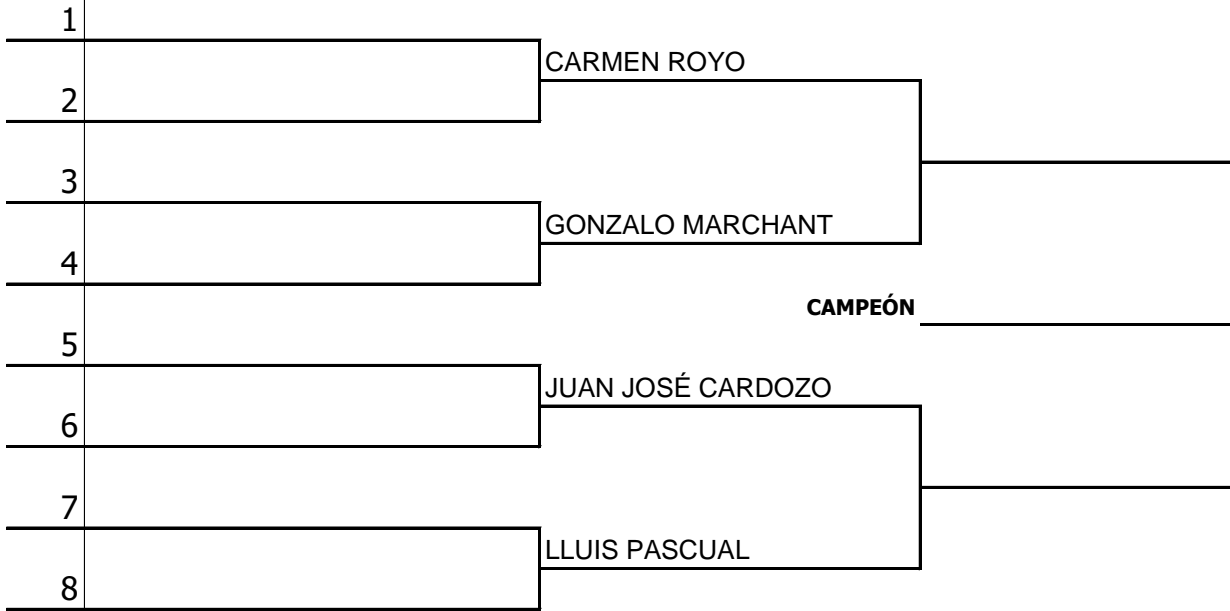 1
CARMEN ROYO
2
3
GONZALO MARCHANT
4
CAMPEÓN
5
JUAN JOSÉ CARDOZO
6
7
LLUIS PASCUAL
8